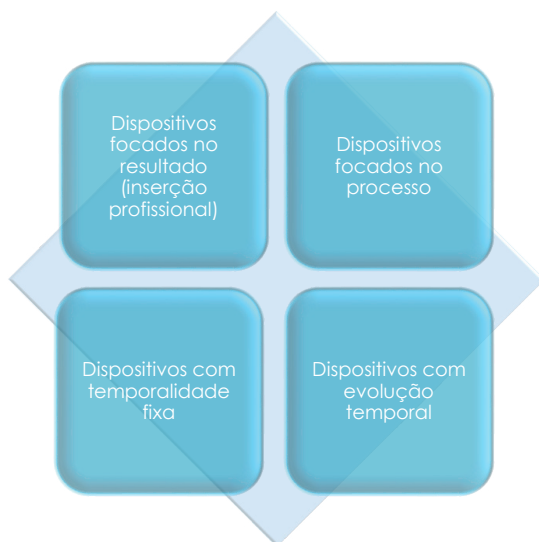 Dispositivos
focados no
resultado
(inserção
profissional)
Dispositivos
focados no
processo
Dispositivos com
temporalidade
fixa
Dispositivos com
evolução
temporal